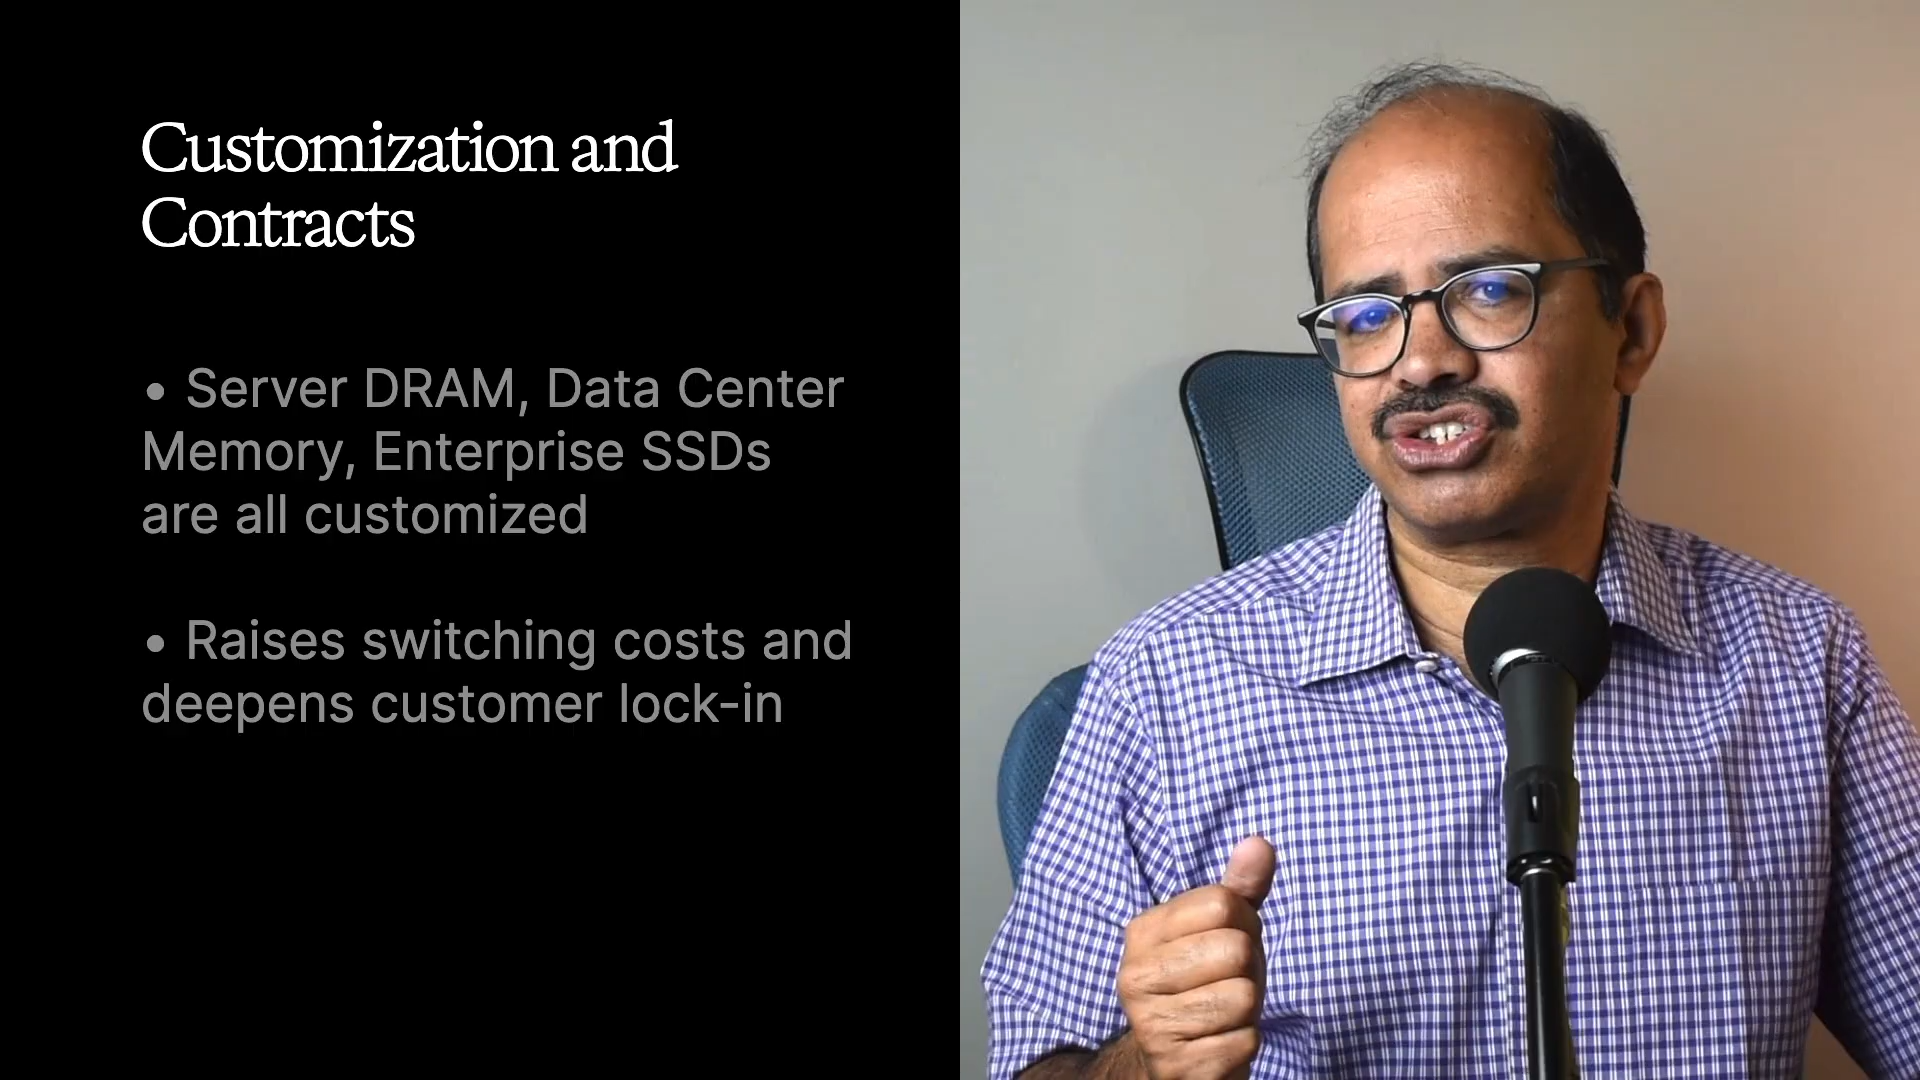 Customization and
Contracts
• Server DRAM, Data Center
Memory, Enterprise SSDs
are all customized
• Raises switching costs and
deepens customer lock-in